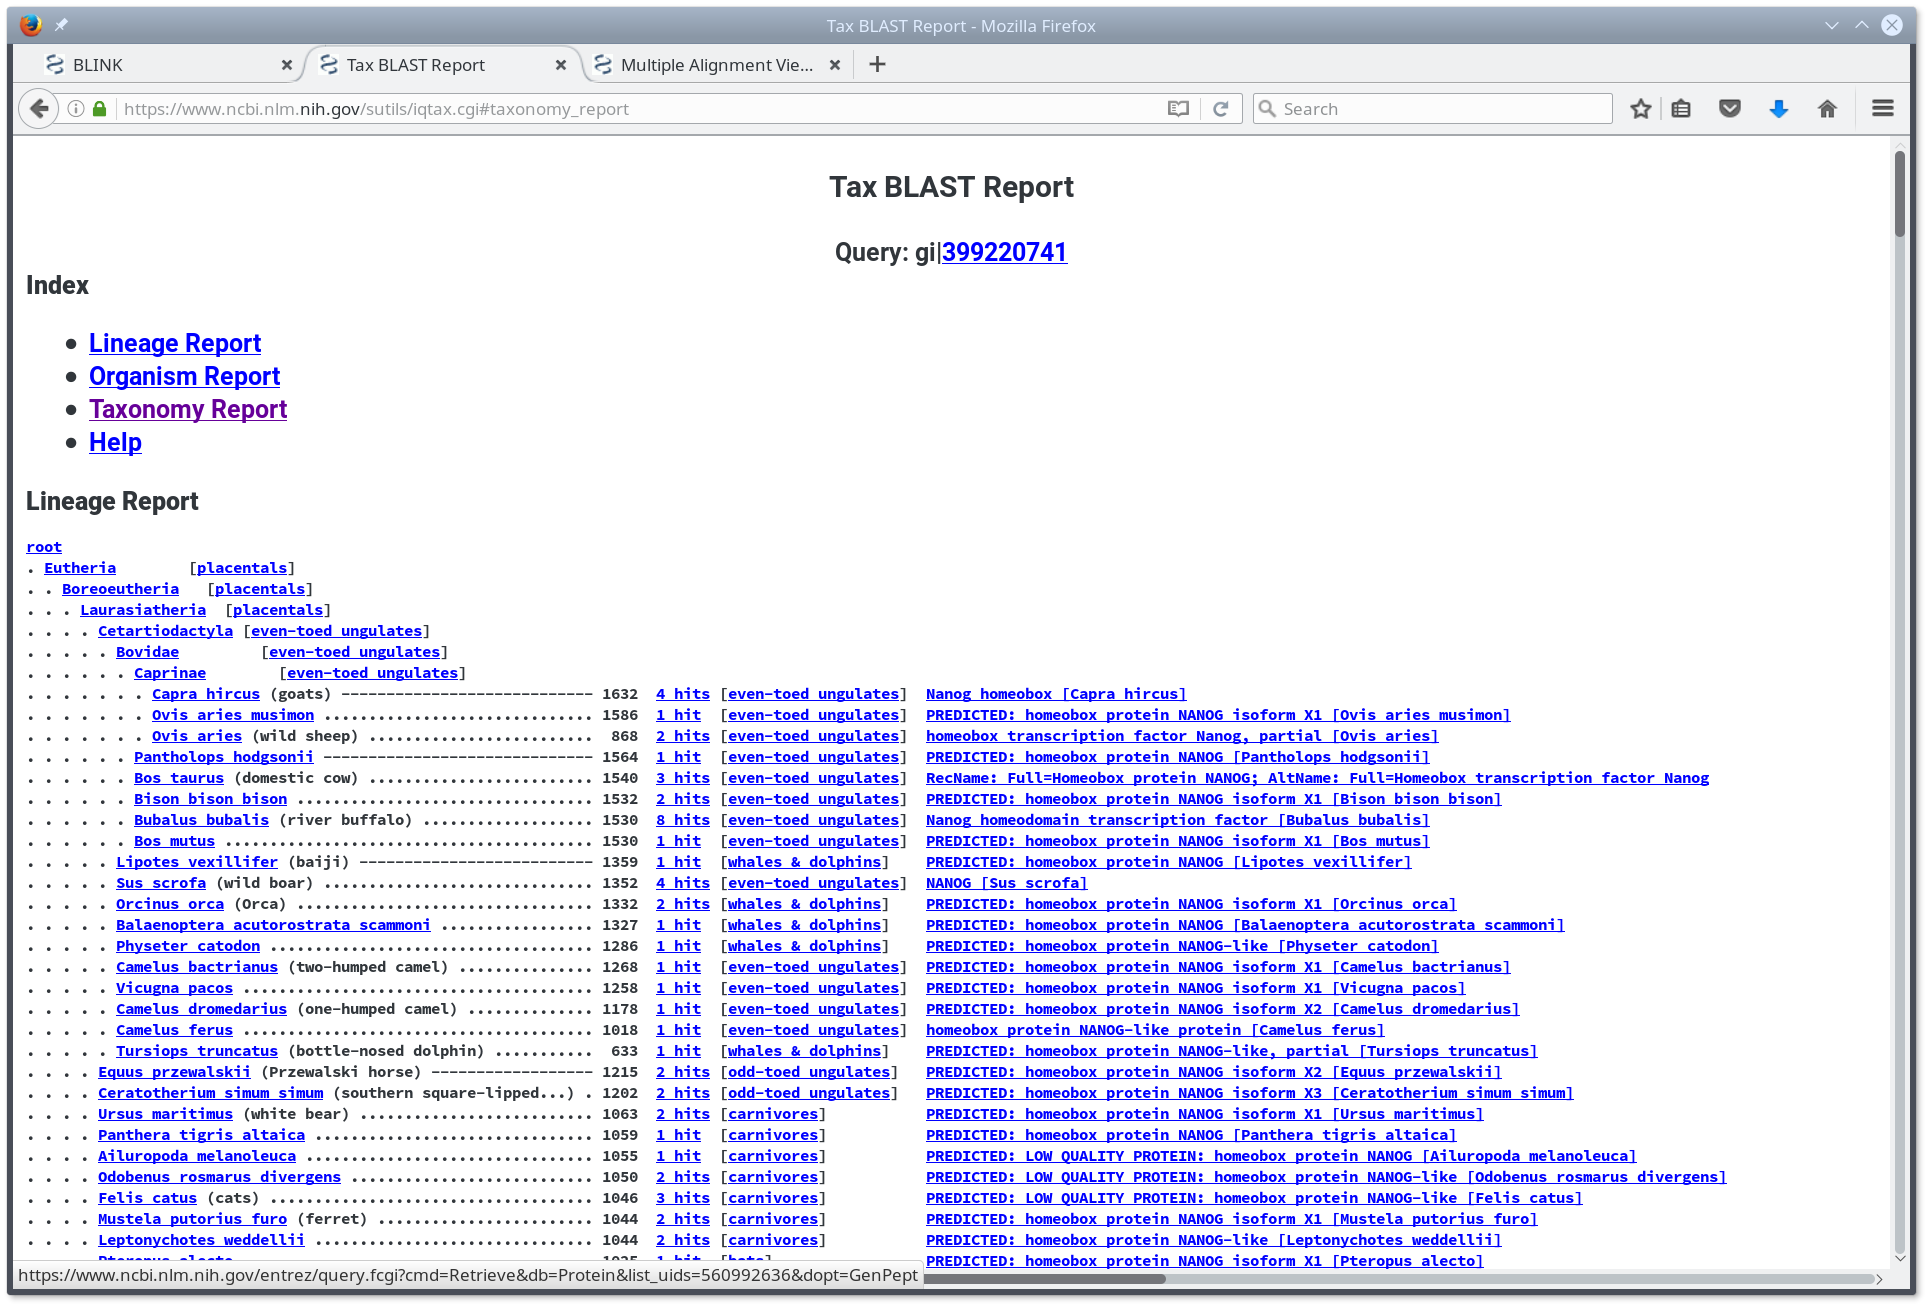 Tax BLAST Report - Mozilla Firefox
BLINK
Tax BLAST Report
Multiple Alignment Vie...
https://www.ncbi.nlm.nih.gov/sutils/iqtax.cgi#taxonomy_report
Search
Tax BLAST Report
Query: gi|399220741
Index
• Lineage Report
• Organism Report
• Taxonomy Report
• Help
Lineage Report
root
. Eutheria [placentals]
. . Boreoeutheria [placentals]
. . . Laurasiatheria [placentals]
. . . . Cetartiodactyla [even-toed ungulates]
. . . . . Bovidae [even-toed ungulates]
. . . . . . Caprinae [even-toed ungulates]
. . . . . . . Capra hircus (goats) ---------------------------- 1632 4 hits [even-toed ungulates] Nanog homeobox [Capra hircus]
. . . . . . . Ovis aries musimon .............................. 1586 1 hit [even-toed ungulates] PREDICTED: homeobox protein NANOG isoform X1 [Ovis aries musimon]
. . . . . . . Ovis aries (wild sheep) ......................... 868 2 hits [even-toed ungulates] homeobox transcription factor Nanog, partial [Ovis aries]
. . . . . . Pantholops hodgsonii ------------------------------ 1564 1 hit [even-toed ungulates] PREDICTED: homeobox protein NANOG [Pantholops hodgsonii]
. . . . . . Bos taurus (domestic cow) ......................... 1540 3 hits [even-toed ungulates] RecName: Full=Homeobox protein NANOG; AltName: Full=Homeobox transcription factor Nanog
. . . . . . Bison bison bison ................................. 1532 2 hits [even-toed ungulates] PREDICTED: homeobox protein NANOG isoform X1 [Bison bison bison]
. . . . . . Bubalus bubalis (river buffalo) ................... 1530 8 hits [even-toed ungulates] Nanog homeodomain transcription factor [Bubalus bubalis]
. . . . . . Bos mutus ......................................... 1530 1 hit [even-toed ungulates] PREDICTED: homeobox protein NANOG isoform X1 [Bos mutus]
. . . . . Lipotes vexillifer (baiji) -------------------------- 1359 1 hit [whales & dolphins] PREDICTED: homeobox protein NANOG [Lipotes vexillifer]
. . . . . Sus scrofa (wild boar) .............................. 1352 4 hits [even-toed ungulates] NANOG [Sus scrofa]
. . . . . Orcinus orca (Orca) ................................. 1332 2 hits [whales & dolphins] PREDICTED: homeobox protein NANOG isoform X1 [Orcinus orca]
. . . . . Balaenoptera acutorostrata scammoni ................. 1327 1 hit [whales & dolphins] PREDICTED: homeobox protein NANOG [Balaenoptera acutorostrata scammoni]
. . . . . Physeter catodon .................................... 1286 1 hit [whales & dolphins] PREDICTED: homeobox protein NANOG-like [Physeter catodon]
. . . . . Camelus bactrianus (two-humped camel) ............... 1268 1 hit [even-toed ungulates] PREDICTED: homeobox protein NANOG isoform X1 [Camelus bactrianus]
. . . . . Vicugna pacos ....................................... 1258 1 hit [even-toed ungulates] PREDICTED: homeobox protein NANOG isoform X1 [Vicugna pacos]
. . . . . Camelus dromedarius (one-humped camel) .............. 1178 1 hit [even-toed ungulates] PREDICTED: homeobox protein NANOG isoform X2 [Camelus dromedarius]
. . . . . Camelus ferus ....................................... 1018 1 hit [even-toed ungulates] homeobox protein NANOG-like protein [Camelus ferus]
. . . . . Tursiops truncatus (bottle-nosed dolphin) ........... 633 1 hit [whales & dolphins] PREDICTED: homeobox protein NANOG-like, partial [Tursiops truncatus]
. . . . Equus przewalskii (Przewalski horse) ------------------ 1215 2 hits [odd-toed ungulates] PREDICTED: homeobox protein NANOG isoform X2 [Equus przewalskii]
. . . . Ceratotherium simum simum (southern square-lipped...) . 1202 2 hits [odd-toed ungulates] PREDICTED: homeobox protein NANOG isoform X3 [Ceratotherium simum simum]
. . . . Ursus maritimus (white bear) .......................... 1063 2 hits [carnivores] PREDICTED: homeobox protein NANOG isoform X1 [Ursus maritimus]
. . . . Panthera tigris altaica ............................... 1059 1 hit [carnivores] PREDICTED: homeobox protein NANOG [Panthera tigris altaica]
. . . . Ailuropoda melanoleuca ................................ 1055 1 hit [carnivores] PREDICTED: LOW QUALITY PROTEIN: homeobox protein NANOG [Ailuropoda melanoleuca]
. . . . Odobenus rosmarus divergens ........................... 1050 2 hits [carnivores] PREDICTED: LOW QUALITY PROTEIN: homeobox protein NANOG-like [Odobenus rosmarus divergens]
. . . . Felis catus (cats) .................................... 1046 3 hits [carnivores] PREDICTED: LOW QUALITY PROTEIN: homeobox protein NANOG-like [Felis catus]
. . . . Mustela putorius furo (ferret) ........................ 1044 2 hits [carnivores] PREDICTED: homeobox protein NANOG isoform X1 [Mustela putorius furo]
. . . . Leptonychotes weddellii ............................... 1044 2 hits [carnivores] PREDICTED: homeobox protein NANOG-like [Leptonychotes weddellii]
PREDICTED: homeobox protein NANOG isoform X1 [Pteropus alecto]
https://www.ncbi.nlm.nih.gov/entrez/query.fcgi?cmd=Retrieve&db=Protein&list_uids=560992636&dopt=GenPept